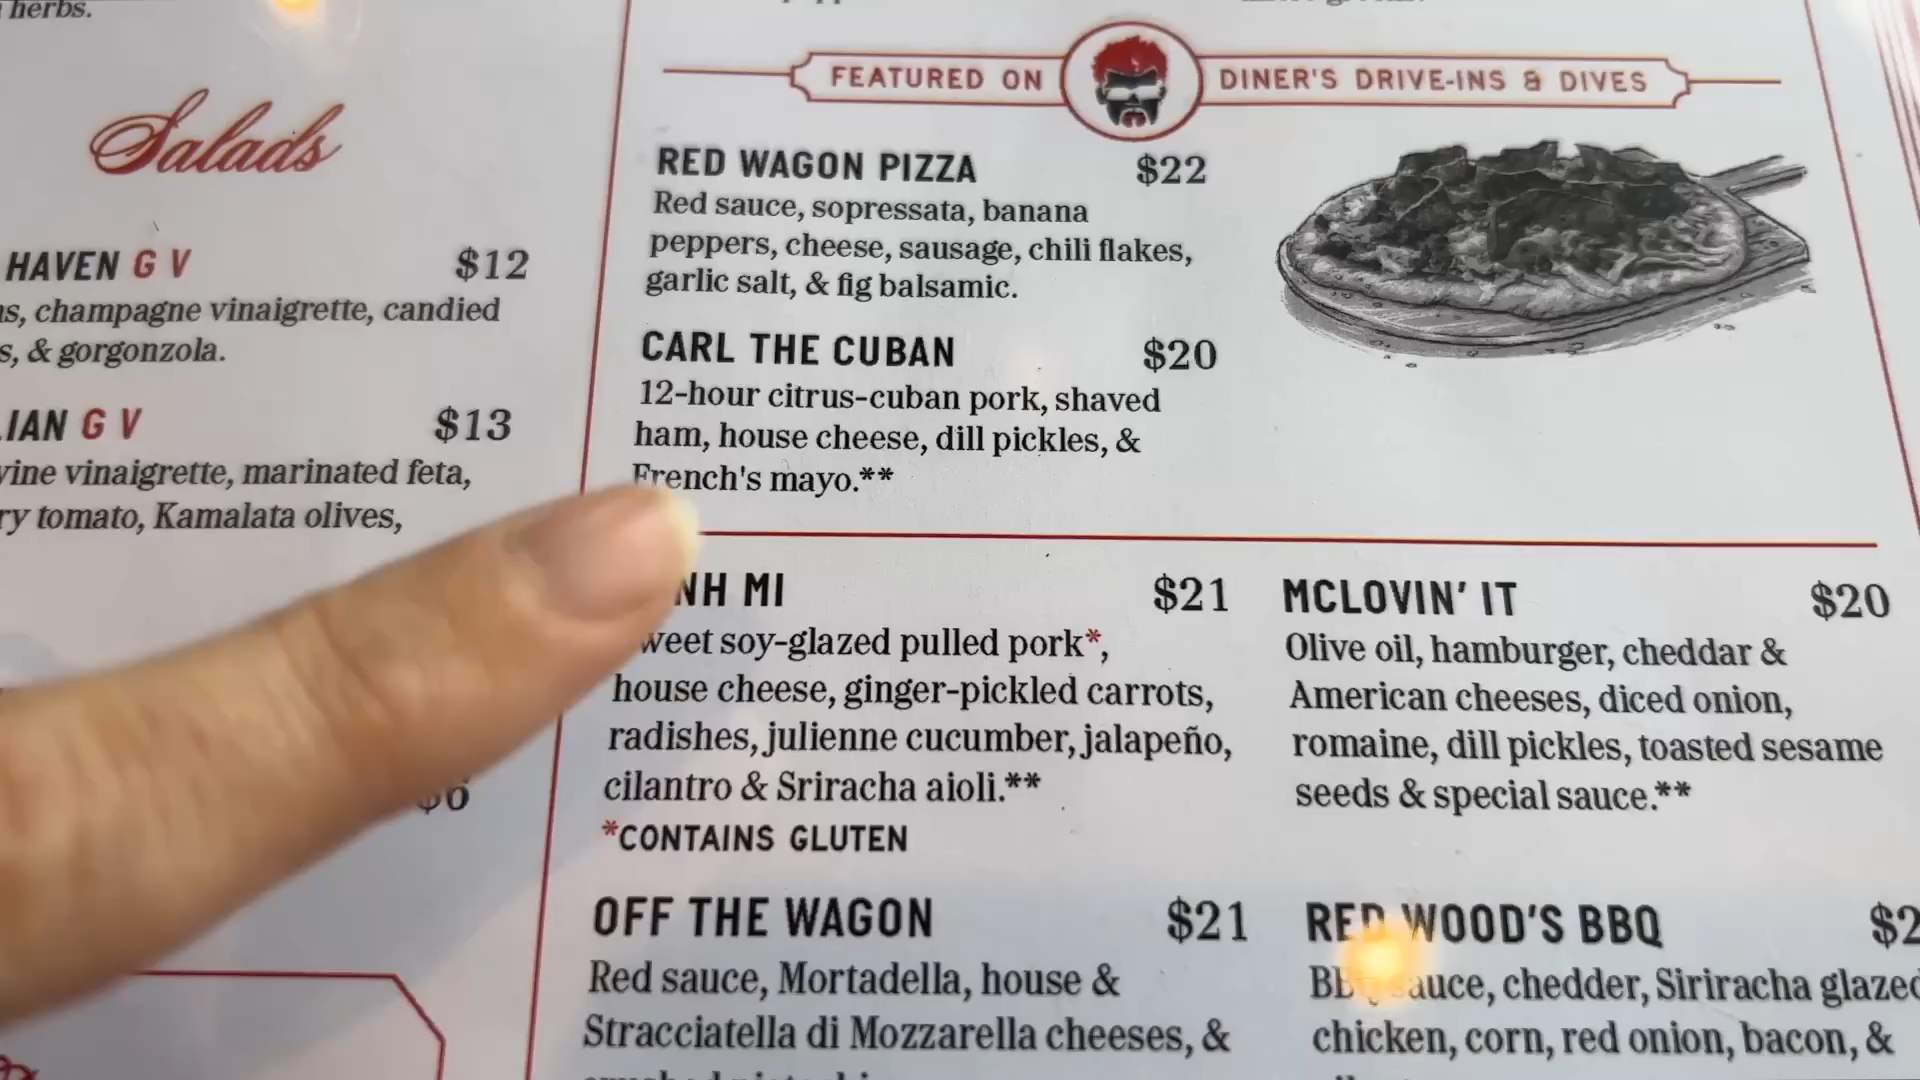 herbs.
Salads
HAVEN G V $12
champagne vinaigrette, candied
& gorgonzola.
G V $13
vinaigrette, marinated feta,
tomato, Kamalata olives,
FEATURED ON DINER'S DRIVE-INS & DIVES
RED WAGON PIZZA $22
Red sauce, sopressata, banana
peppers, cheese, sausage, chili flakes,
garlic salt, & fig balsamic.
CARL THE CUBAN $20
12-hour citrus-cuban pork, shaved
ham, house cheese, dill pickles, &
French's mayo.**
MI $21
soy-glazed pulled pork*,
house cheese, ginger-pickled carrots,
radishes, julienne cucumber, jalapeño,
cilantro & Sriracha aioli.**
*CONTAINS GLUTEN
MCLOVIN' IT $20
Olive oil, hamburger, cheddar &
American cheeses, diced onion,
romaine, dill pickles, toasted sesame
seeds & special sauce.**
OFF THE WAGON $21
Red sauce, Mortadella, house &
Stracciatella di Mozzarella cheeses, &
RED WOOD'S BBQ
BBQ sauce, chedder, Siriracha glazed
chicken, corn, red onion, bacon, &